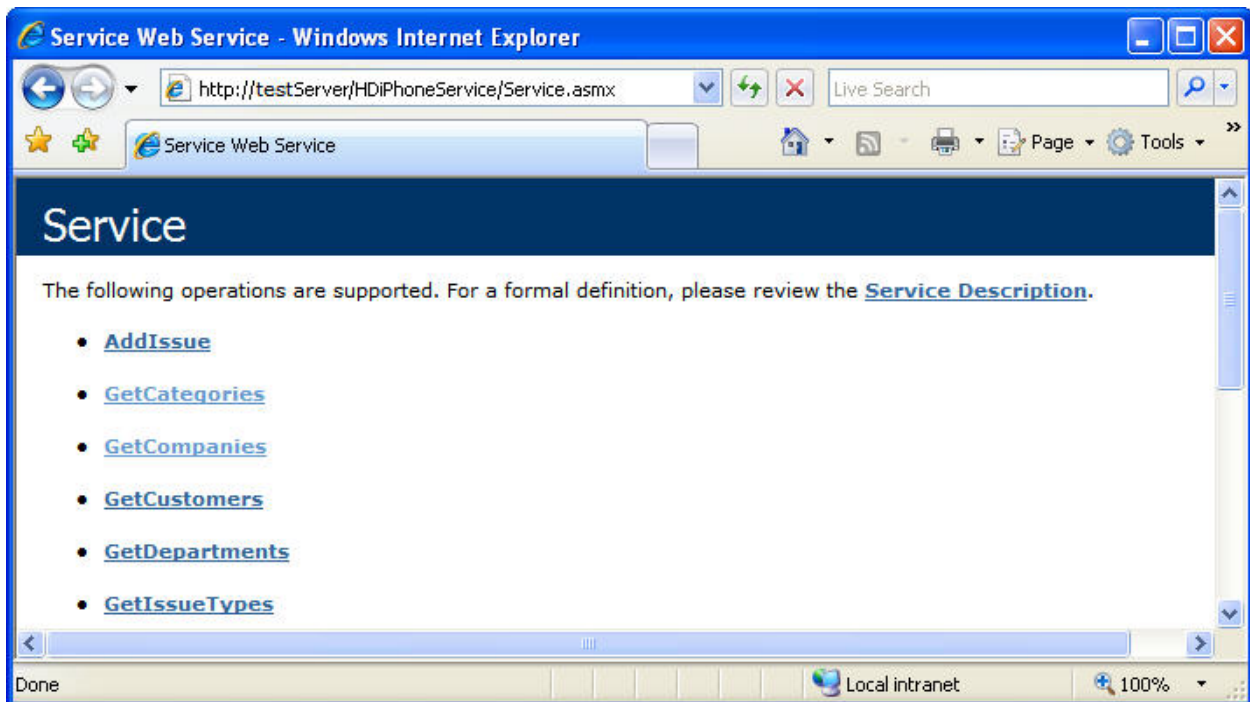 Service Web Service - Windows Internet Explorer
http://testServer/HDiPhoneService/Service.asmx
Live Search
Service Web Service
Page
Tools
Service
The following operations are supported. For a formal definition, please review the Service Description.
AddIssue
GetCategories
GetCompanies
GetCustomers
GetDepartments
GetIssueTypes
Done
Local intranet
100%